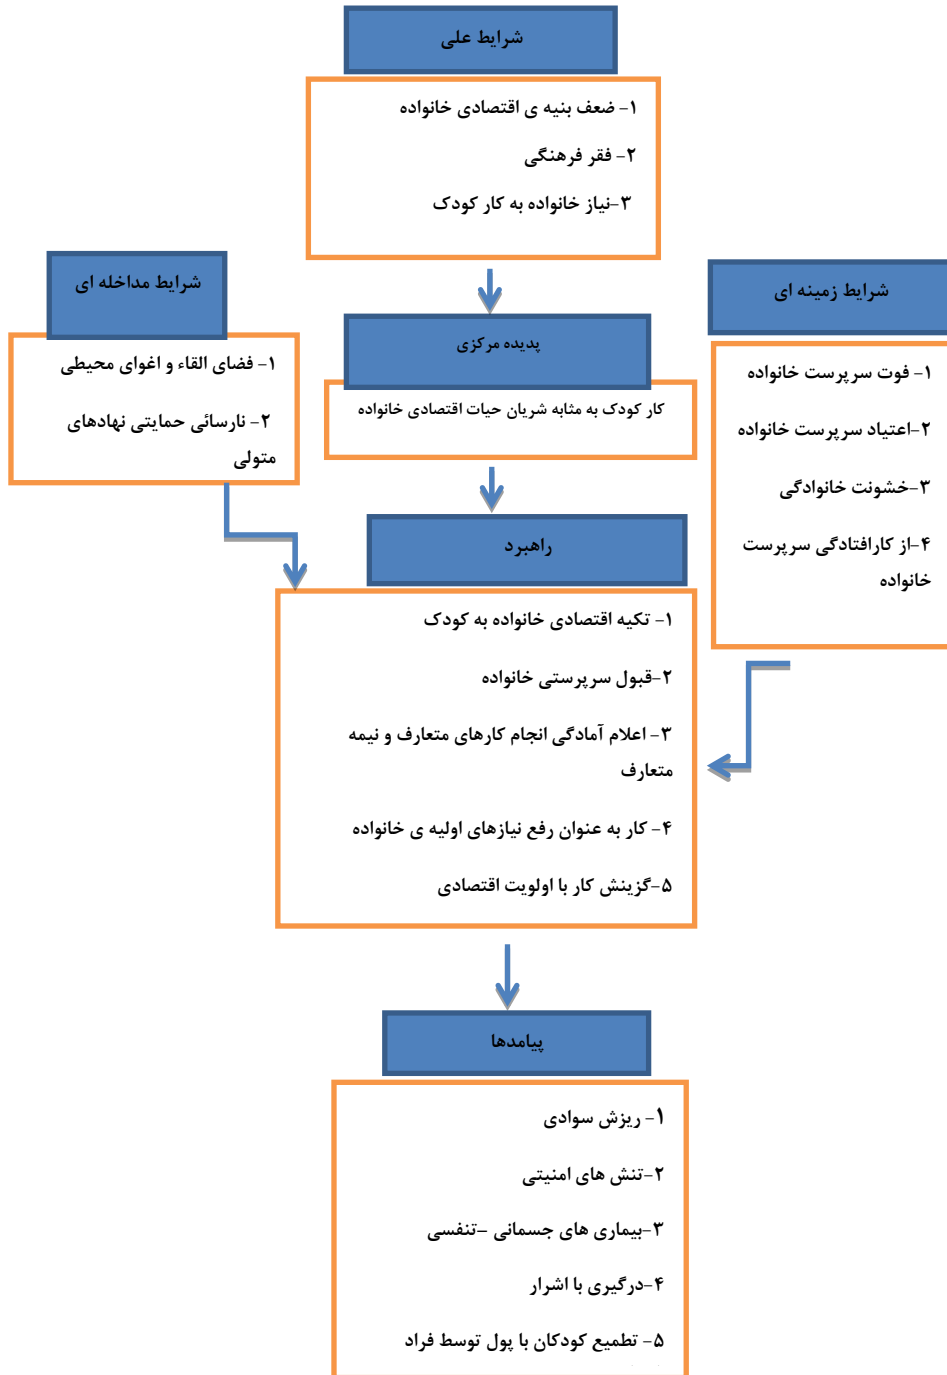 شرایط علی
۱- ضعف بنیه ی اقتصادی خانواده
۲- فقر فرهنگی
۳-نیاز خانواده به کار کودک
شرایط زمینه ای
۱- فوت سرپرست خانواده
۲-اعتیاد سرپرست خانواده
۳-خشونت خانوادگی
۴-از کارافتادگی سرپرست
خانواده
پدیده مرکزی
کار کودک به مثابه شریان حیات اقتصادی خانواده
شرایط مداخله ای
۱- فضای القاء و اغوای محیطی
۲- نارسائی حمایتی نهادهای
متولی
راهبرد
۱- تکیه اقتصادی خانواده به کودک
۲-قبول سرپرستی خانواده
۳- اعلام آمادگی انجام کارهای متعارف و نیمه
متعارف
۴- کار به عنوان رفع نیازهای اولیه ی خانواده
۵-گزینش کار با اولویت اقتصادی
پیامدها
۱- ریزش سوادی
۲-تنش های امنیتی
۳-بیماری های جسمانی –تنفسی
۴-درگیری با اشرار
۵- تطمیع کودکان با پول توسط فراد